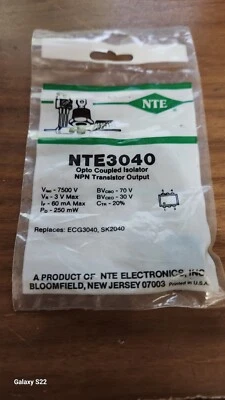 NTE
NTE3040
Opto Coupled Isolator
NPN Transistor Output
Viso - 7500 V BVCBO - 70 V
VR - 3 V Max BVCEO - 30 V
IF - 60 mA Max CTR - 20%
PD - 250 mW
Replaces: ECG3040, SK2040
A PRODUCT OF NTE ELECTRONICS, INC
BLOOMFIELD, NEW JERSEY 07003 Printed in U.S.A.
Galaxy S22